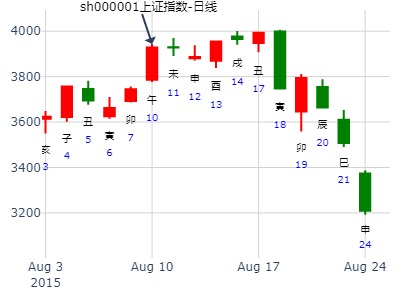 sh000001上证指数-日线
4000
3800
3600
3400
3200
亥
3
子
4
丑
5
寅
6
卯
7
午
10
未
11
申
12
酉
13
戌
14
丑
17
寅
18
卯
19
辰
20
巳
21
申
24
Aug 3
2015
Aug 10
Aug 17
Aug 24